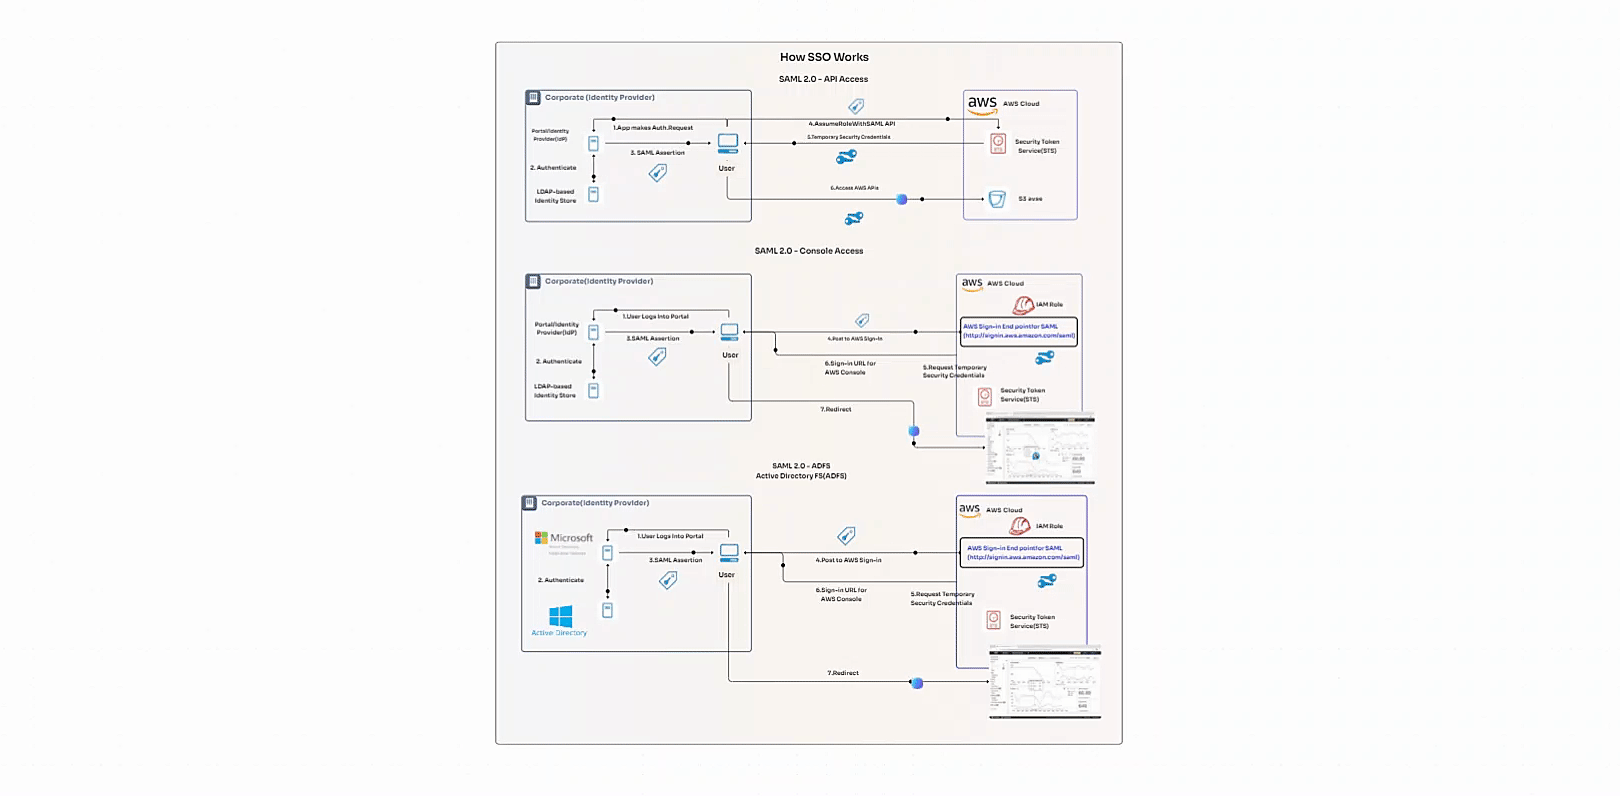 How SSO Works
SAML 2.0 - API Access
Corporate (Identity Provider)
aws
AWS Cloud
4.AssumeRoleWithSAML API
1.App makes Auth.Request
Portal/Identity
Provider(IdP)
5.Temporary Security Credentials
Security Token
Service(STS)
3. SAML Assertion
STS
2. Authenticate
User
6.Access AWS APIs
LDAP-based
Identity Store
S3
SAML 2.0 - Console Access
Corporate(Identity Provider)
aws
AWS Cloud
IAM Role
1.User Logs Into Portal
Portal/Identity
Provider(IdP)
AWS Sign-in End pointfor SAML
(http://signin.aws.amazon.com/saml)
3.SAML Assertion
4.Post to AWS Sign-In
User
2. Authenticate
6.Sign-in URL for
AWS Console
5.Request Temporary
Security Credentials
LDAP-based
Identity Store
Security Token
Service(STS)
STS
7.Redirect
SAML 2.0 - ADFS
Active Directory FS(ADFS)
Corporate(Identity Provider)
aws
AWS Cloud
IAM Role
Microsoft
1.User Logs Into Portal
AWS Sign-in End pointfor SAML
(http://signin.aws.amazon.com/saml)
3.SAML Assertion
4.Post to AWS Sign-In
User
2. Authenticate
6.Sign-in URL for
AWS Console
5.Request Temporary
Security Credentials
Security Token
Service(STS)
STS
Active Directory
7.Redirect